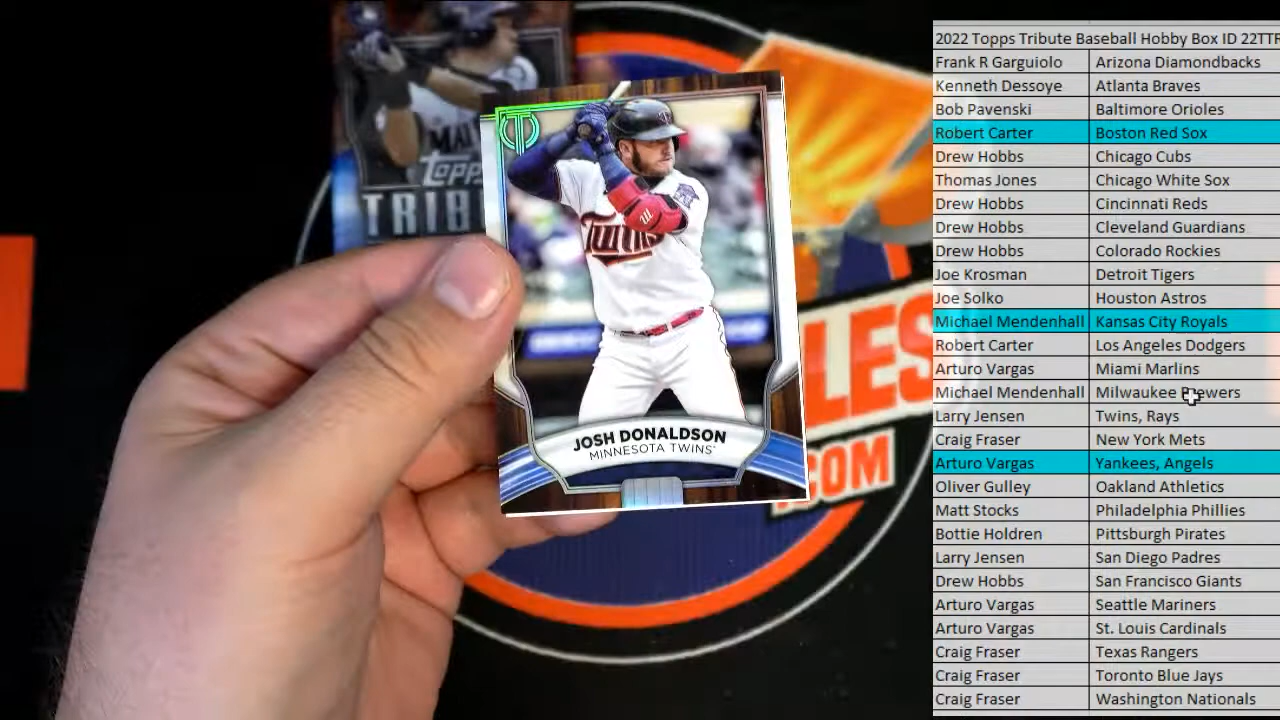 MA
topps
TRIB
Twins
JOSH DONALDSON
MINNESOTA TWINS
LES
.COM
2022 Topps Tribute Baseball Hobby Box ID 22TTF
Frank R Garguiolo Arizona Diamondbacks
Kenneth Dessoye Atlanta Braves
Bob Pavenski Baltimore Orioles
Robert Carter Boston Red Sox
Drew Hobbs Chicago Cubs
Thomas Jones Chicago White Sox
Drew Hobbs Cincinnati Reds
Drew Hobbs Cleveland Guardians
Drew Hobbs Colorado Rockies
Joe Krosman Detroit Tigers
Joe Solko Houston Astros
Michael Mendenhall Kansas City Royals
Robert Carter Los Angeles Dodgers
Arturo Vargas Miami Marlins
Michael Mendenhall Milwaukee Brewers
Larry Jensen Twins, Rays
Craig Fraser New York Mets
Arturo Vargas Yankees, Angels
Oliver Gulley Oakland Athletics
Matt Stocks Philadelphia Phillies
Bottie Holdren Pittsburgh Pirates
Larry Jensen San Diego Padres
Drew Hobbs San Francisco Giants
Arturo Vargas Seattle Mariners
Arturo Vargas St. Louis Cardinals
Craig Fraser Texas Rangers
Craig Fraser Toronto Blue Jays
Craig Fraser Washington Nationals